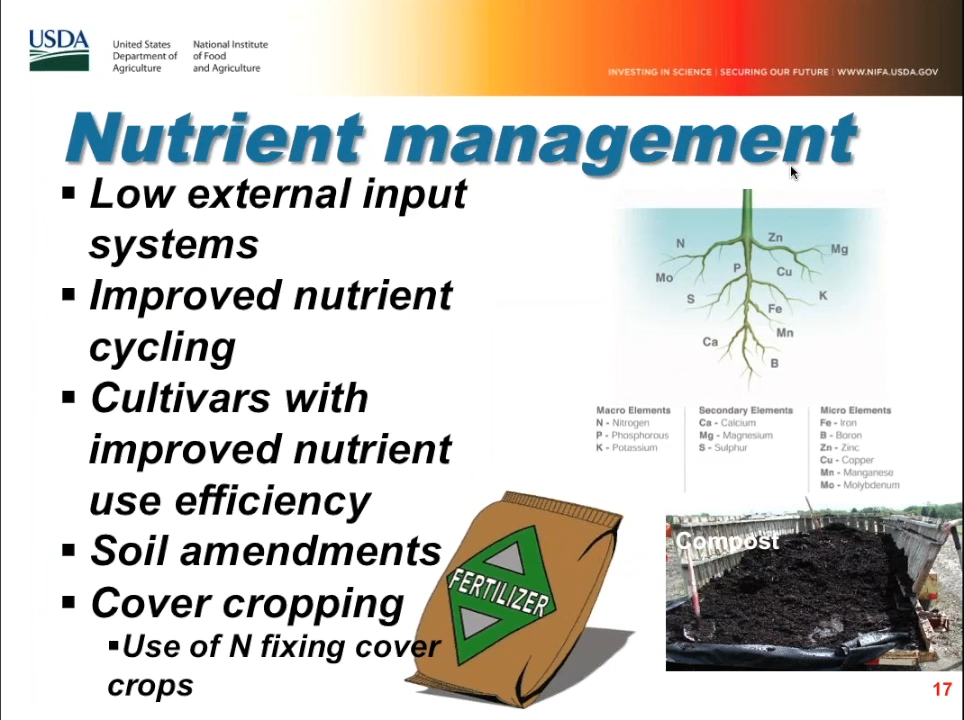 USDA
United States
Department of
Agriculture
National Institute
of Food
and Agriculture
INVESTING IN SCIENCE | SECURING OUR FUTURE | WWW.NIFA.USDA.GOV
Nutrient management
▪ Low external input
systems
▪ Improved nutrient
cycling
▪ Cultivars with
improved nutrient
use efficiency
▪ Soil amendments
▪ Cover cropping
▪Use of N fixing cover
crops
N
Zn
Mg
Mo
P
Cu
S
K
Fe
Ca
Mn
B
Macro Elements
N - Nitrogen
P - Phosphorous
K - Potassium
Secondary Elements
Ca - Calcium
Mg - Magnesium
S - Sulphur
Micro Elements
Fe - Iron
B - Boron
Zn - Zinc
Cu - Copper
Mn - Manganese
Mo - Molybdenum
FERTILIZER
Compost
17